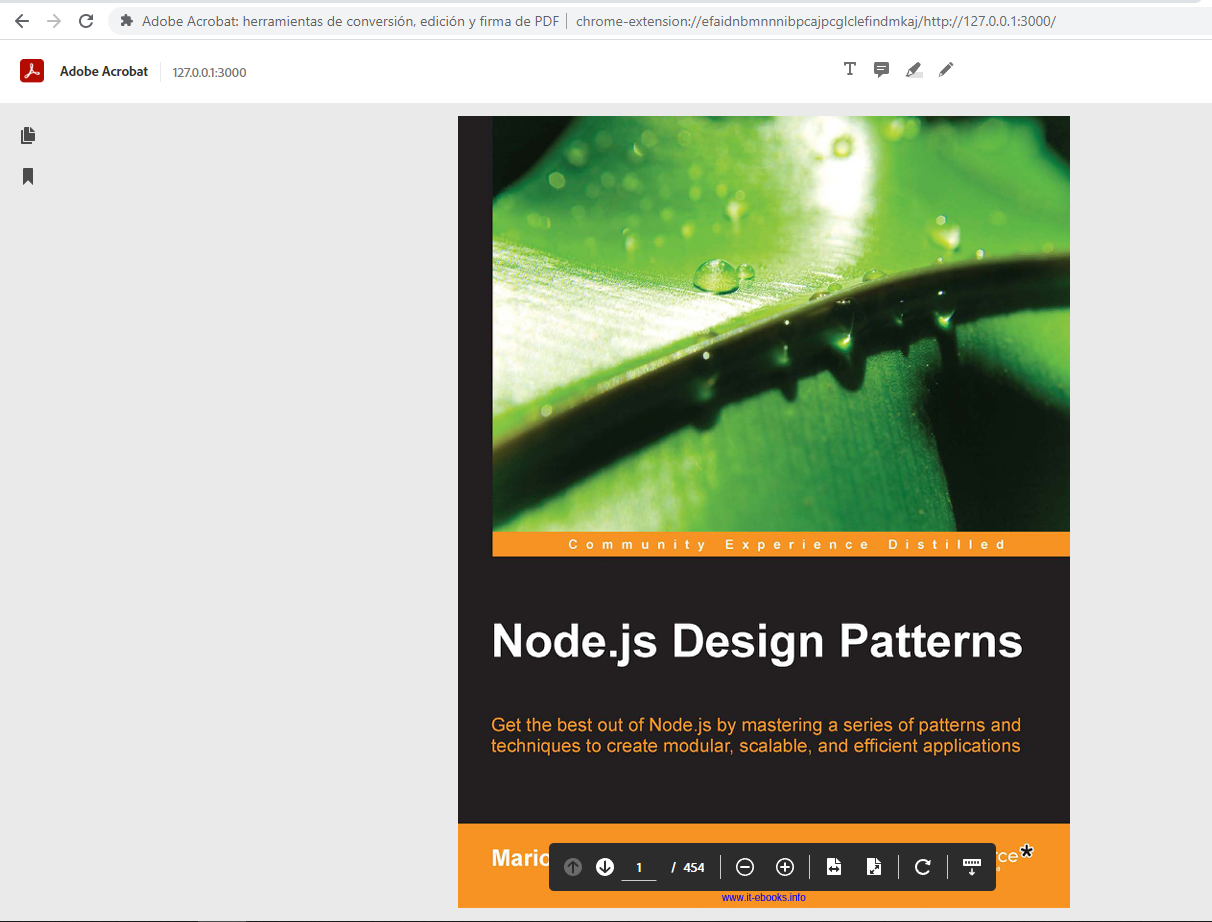 Adobe Acrobat: herramientas de conversión, edición y firma de PDF | chrome-extension://efaidnbmnnnibpcajpcglclefindmkaj/http://127.0.0.1:3000/
Adobe Acrobat 127.0.0.1:3000
Community Experience Distilled
Node.js Design Patterns
Get the best out of Node.js by mastering a series of patterns and
techniques to create modular, scalable, and efficient applications
1 / 454
www.it-ebooks.info